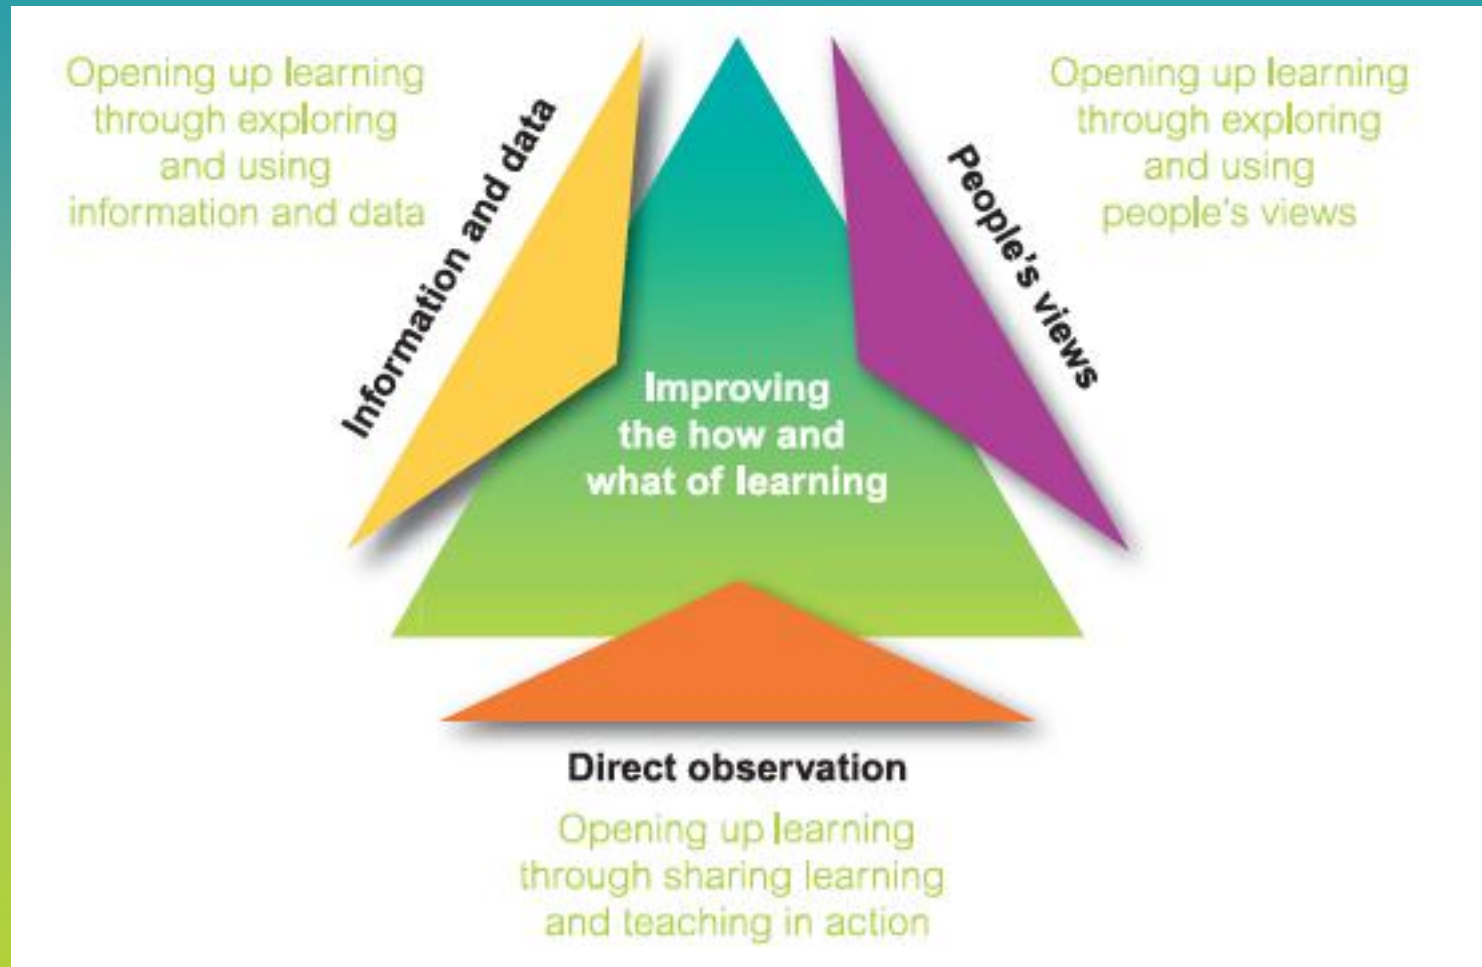 Opening up learning
through exploring
and using
information and data
Information and data
Opening up learning
through exploring
and using
people's views
People's views
Improving
the how and
what of learning
Direct observation
Opening up learning
through sharing learning
and teaching in action